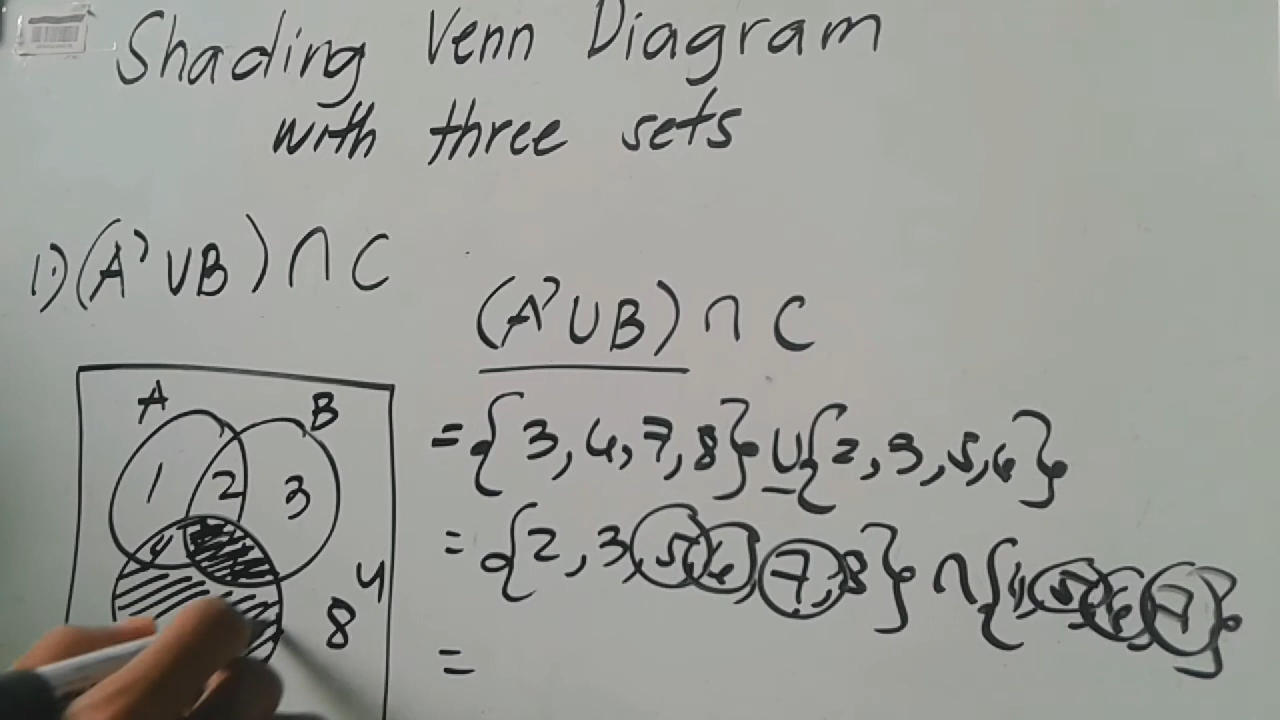 Shading Venn Diagram
with three sets
1.) (A' ∪ B) ∩ C
(A' ∪ B) ∩ C
A
B
1
2
3
4
8
4
= {3, 6, 7, 8} ∪ {2, 3, 5, 6}
= {2, 3, 5, 6, 7, 8} ∩ {4, 5, 6, 7}
=